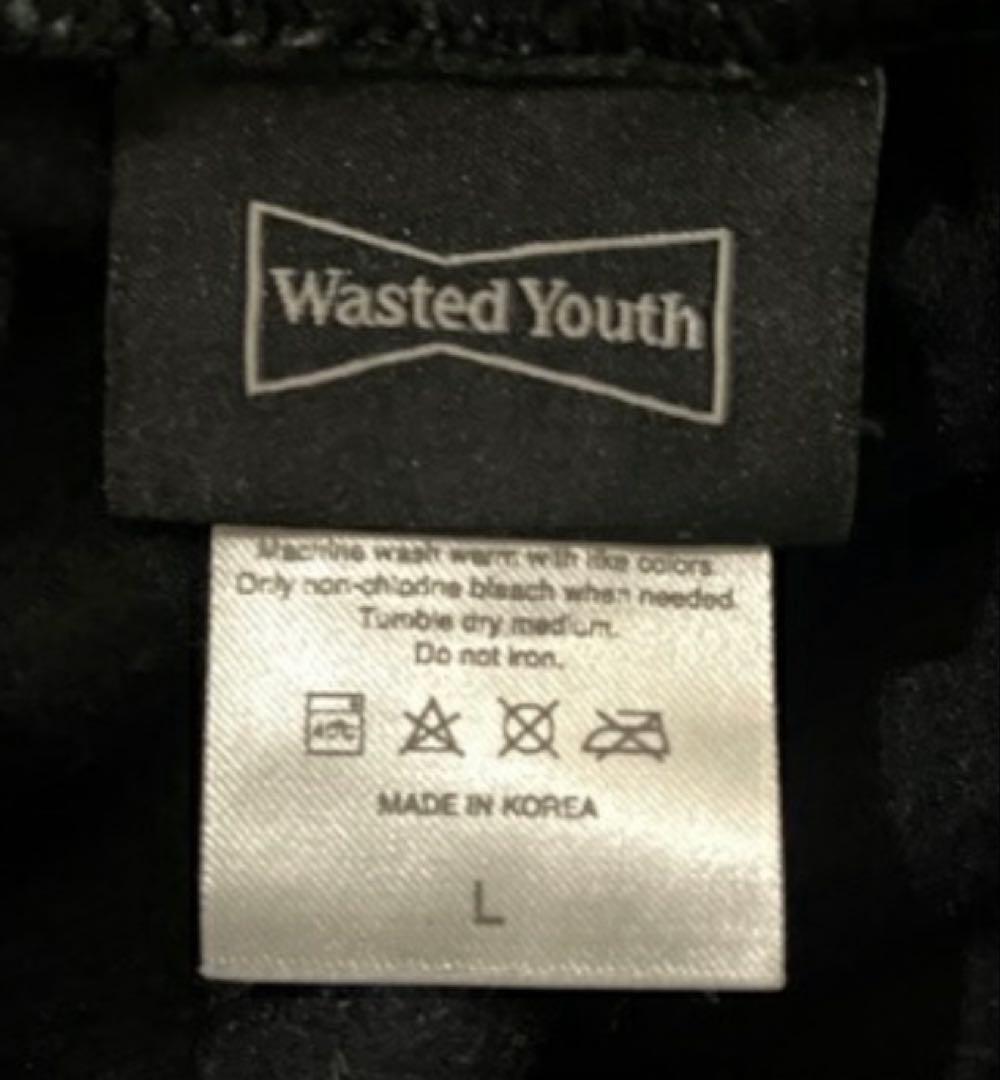 Wasted Youth
Machine wash warm with like colors.
Only non-chlorine bleach when needed.
Tumble dry medium.
Do not iron.
40℃
MADE IN KOREA
L